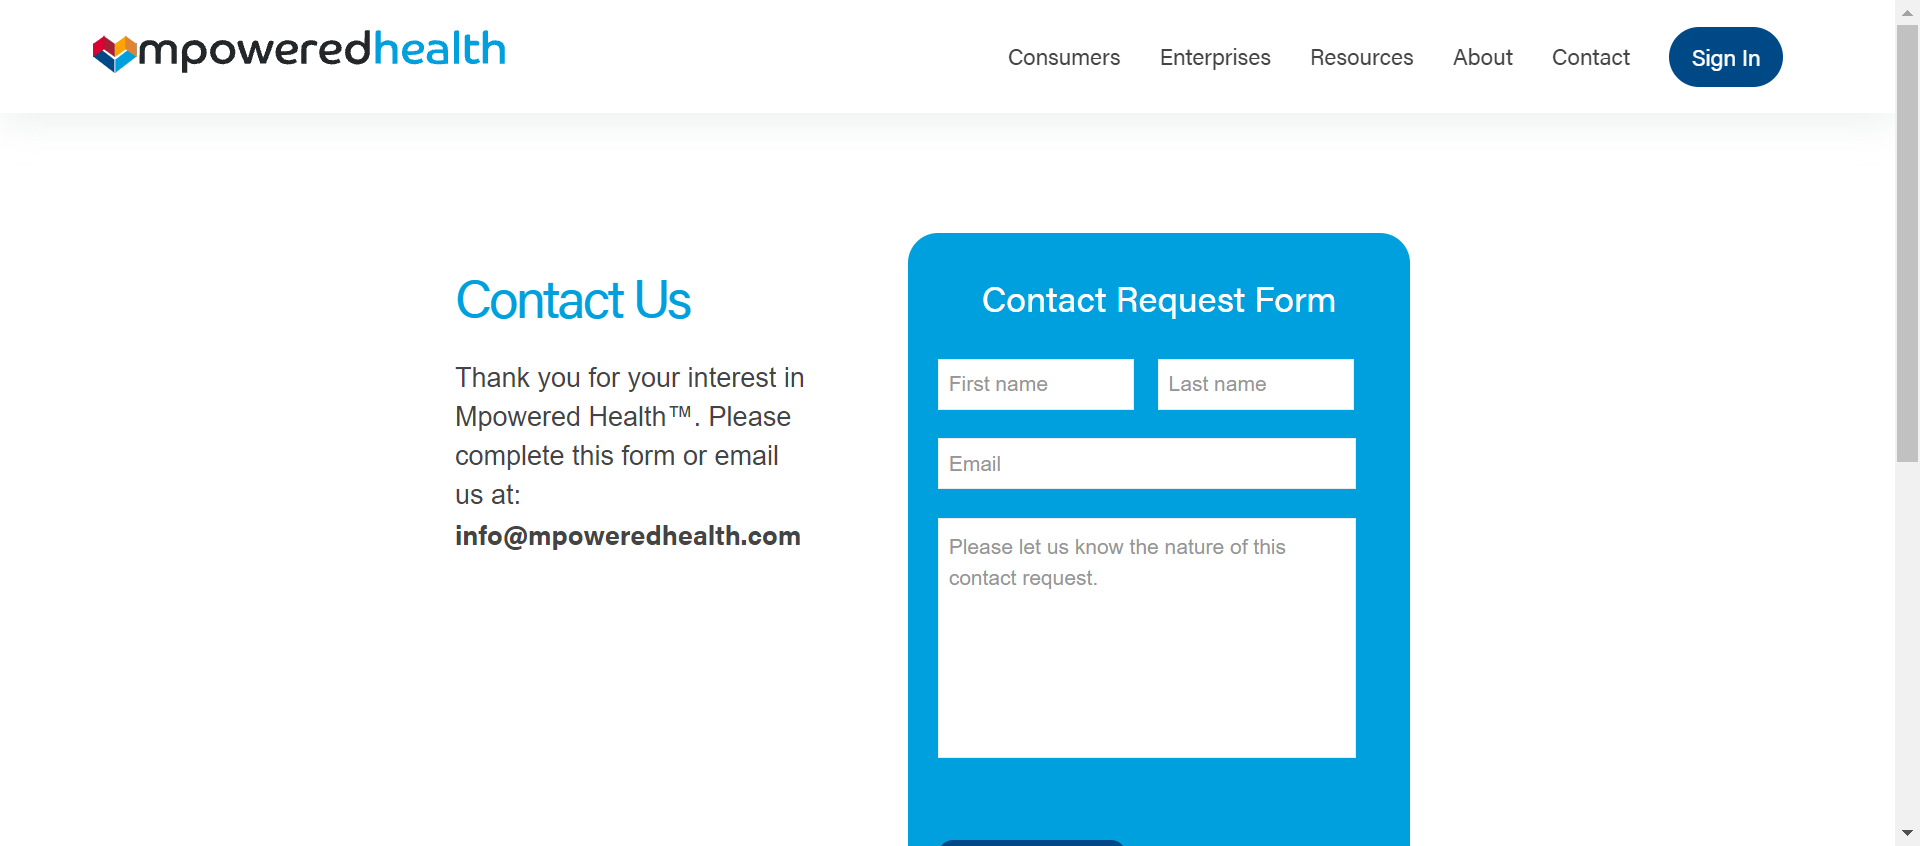 mpoweredhealth
Consumers
Enterprises
Resources
About
Contact
Sign In
Contact Us
Thank you for your interest in
Mpowered Health™. Please
complete this form or email
us at:
info@mpoweredhealth.com
Contact Request Form
First name
Last name
Email
Please let us know the nature of this
contact request.